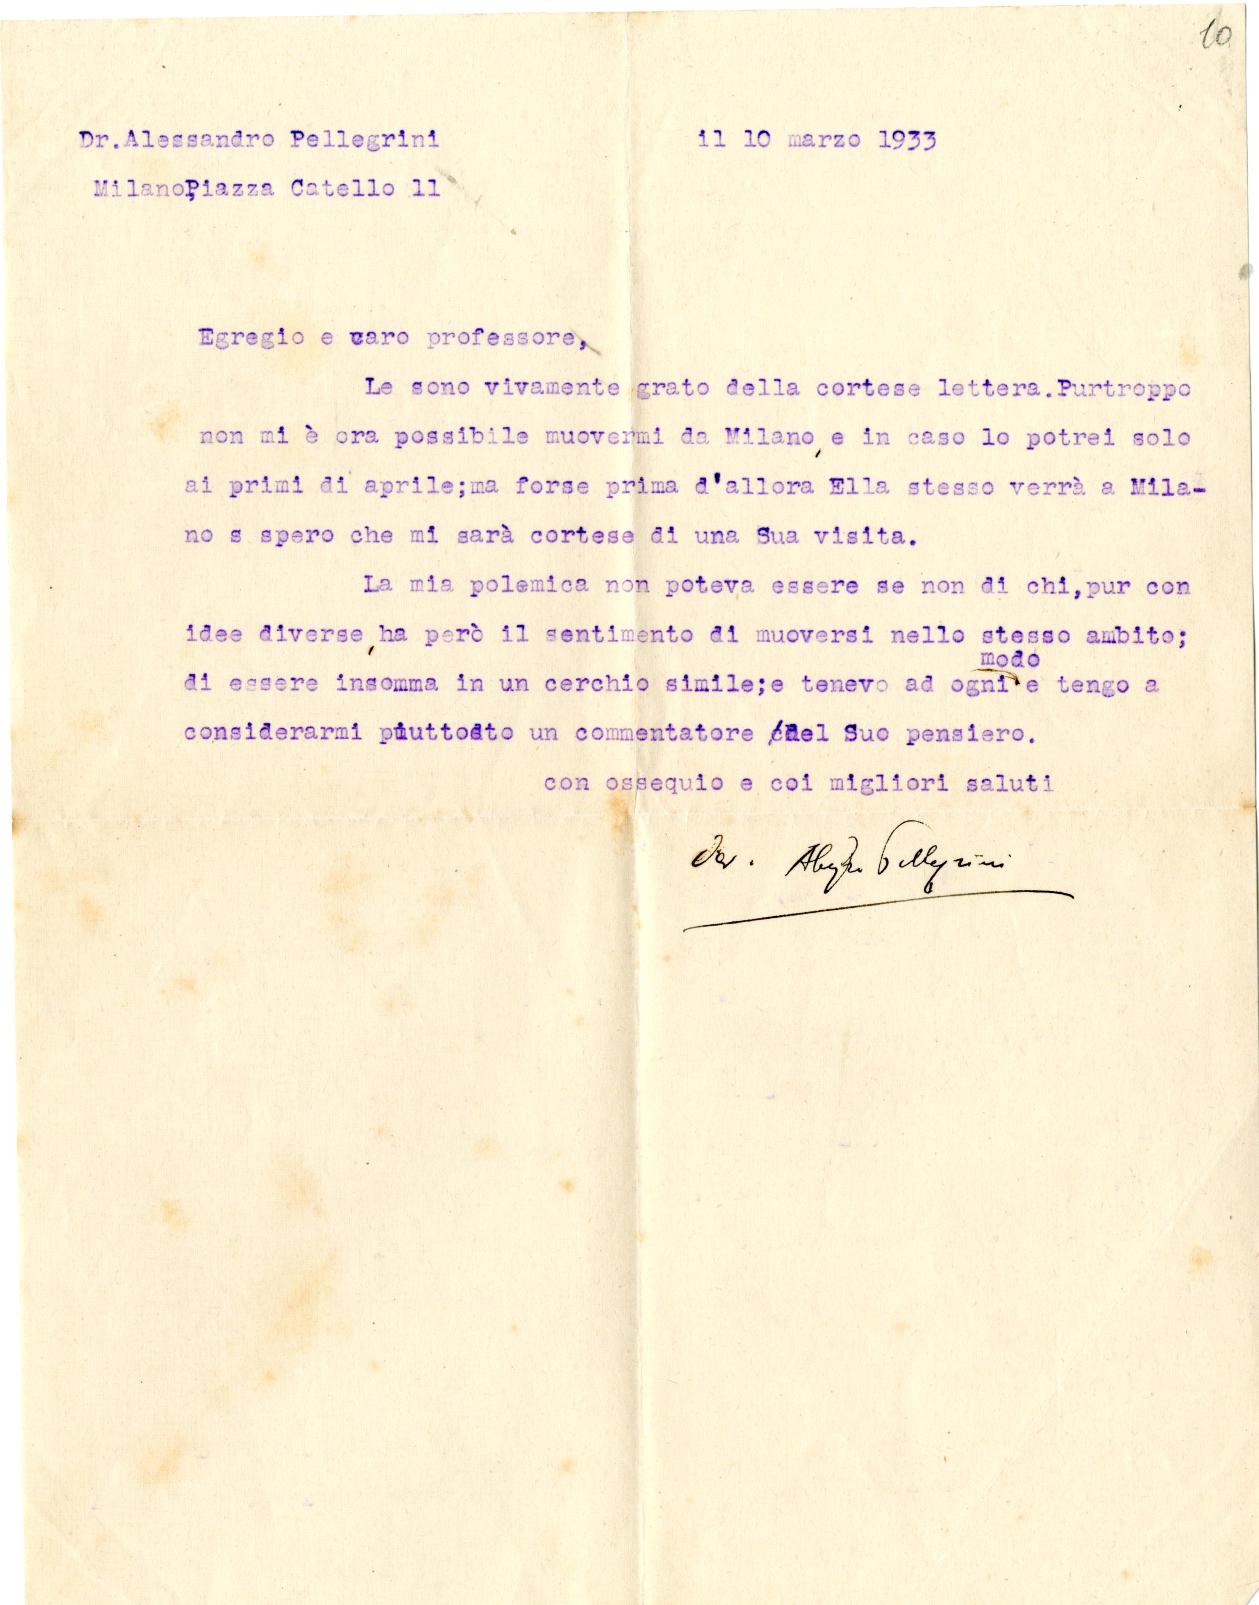 10
Dr.Alessandro Pellegrini
il 10 marzo 1933
Milano,Piazza Catello 11
Egregio e caro professore,
Le sono vivamente grato della cortese lettera.Purtroppo
non mi è ora possibile muovermi da Milano, e in caso lo potrei solo
ai primi di aprile;ma forse prima d'allora Ella stesso verrà a Mila-
no s spero che mi sarà cortese di una Sua visita.
La mia polemica non poteva essere se non di chi,pur con
idee diverse, ha però il sentimento di muoversi nello stesso ambito;
modo
di essere insomma in un cerchio simile;e tenevo ad ogni e tengo a
considerarmi piuttosto un commentatore del Suo pensiero.
con ossequio e coi migliori saluti
Pellegrini